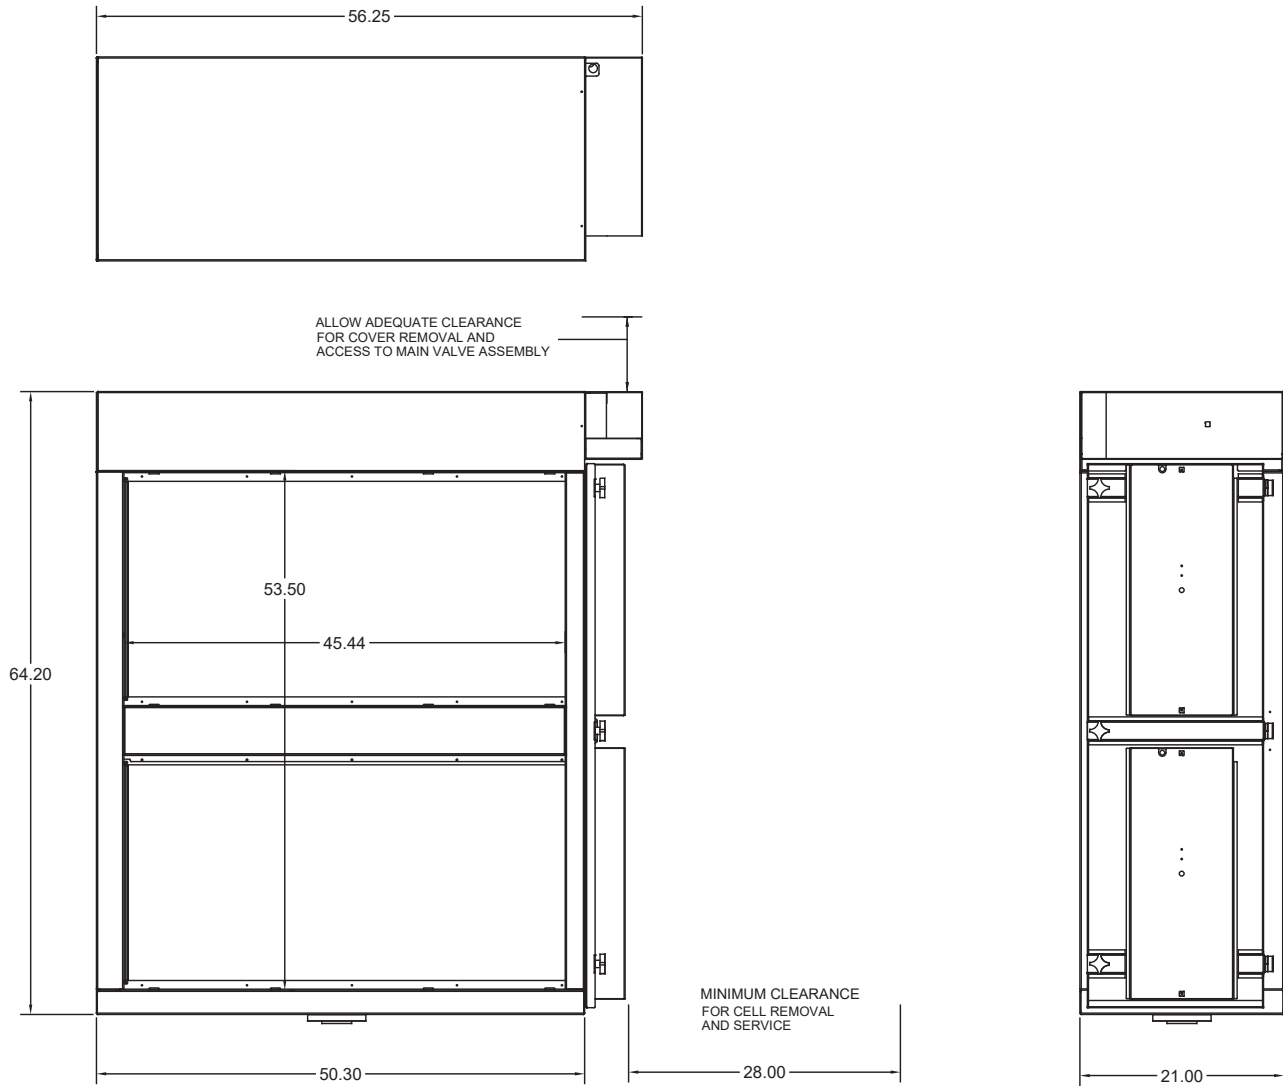 56.25
ALLOW ADEQUATE CLEARANCE
FOR COVER REMOVAL AND
ACCESS TO MAIN VALVE ASSEMBLY
53.50
45.44
64.20
MINIMUM CLEARANCE
FOR CELL REMOVAL
AND SERVICE
50.30
28.00
21.00